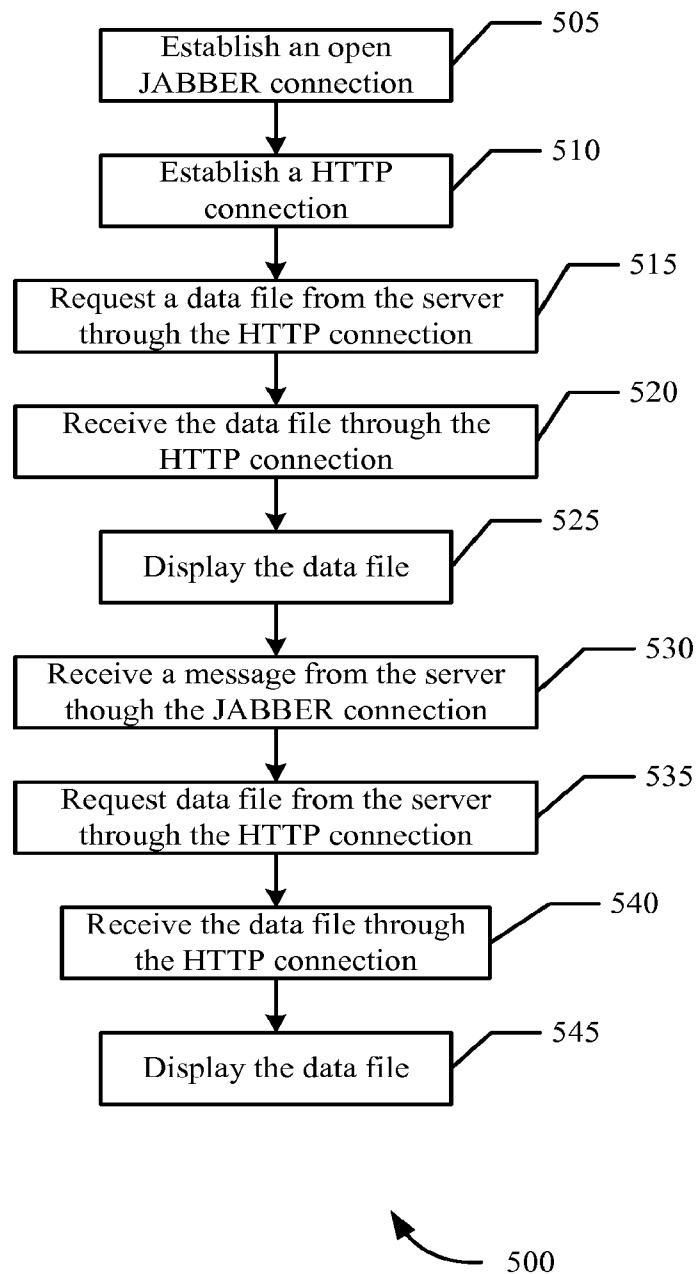 Establish an open
JABBER connection
505
Establish a HTTP
connection
510
Request a data file from the server
through the HTTP connection
515
Receive the data file through the
HTTP connection
520
Display the data file
525
Receive a message from the server
though the JABBER connection
530
Request data file from the server
through the HTTP connection
535
Receive the data file through
the HTTP connection
540
Display the data file
545
500